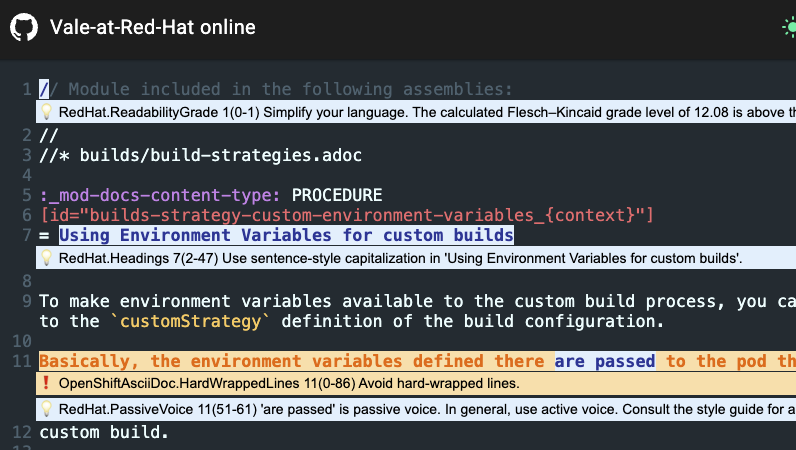 Vale-at-Red-Hat online
1 // Module included in the following assemblies:
RedHat.ReadabilityGrade 1(0-1) Simplify your language. The calculated Flesch–Kincaid grade level of 12.08 is above
2 //
3 //* builds/build-strategies.adoc
4
5 :_mod-docs-content-type: PROCEDURE
6 [id="builds-strategy-custom-environment-variables_{context}"]
7 = Using Environment Variables for custom builds
RedHat.Headings 7(2-47) Use sentence-style capitalization in 'Using Environment Variables for custom builds'.
8
9 To make environment variables available to the custom build process, you
to the `customStrategy` definition of the build configuration.
10
11 Basically, the environment variables defined there are passed to the pod
OpenShiftAsciiDoc.HardWrappedLines 11(0-86) Avoid hard-wrapped lines.
RedHat.PassiveVoice 11(51-61) 'are passed' is passive voice. In general, use active voice. Consult the style guide for
12 custom build.